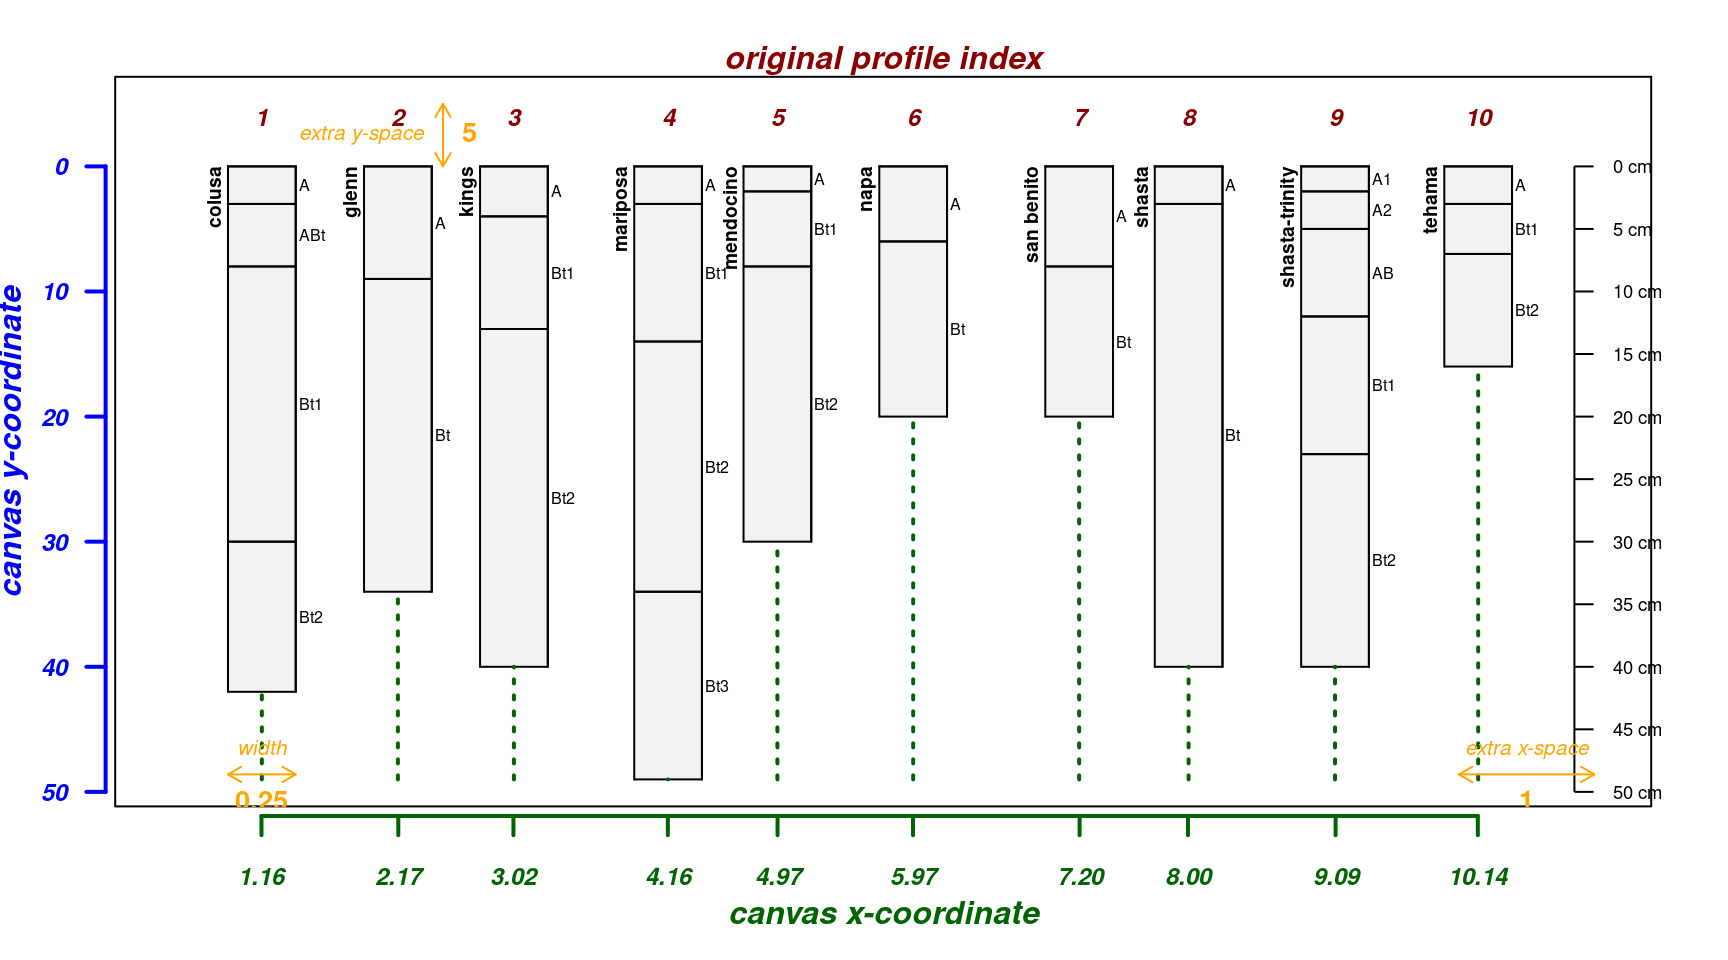 original profile index
1 2 3 4 5 6 7 8 9 10
extra y-space 5
canvas y-coordinate
0
10
20
30
40
50
colusa
A
ABt
Bt1
Bt2
glenn
A
Bt
kings
A
Bt1
Bt2
mariposa
A
Bt1
Bt2
Bt3
mendocino
A
Bt1
Bt2
napa
A
Bt
san benito
A
Bt
shasta
A
Bt
shasta-trinity
A1
A2
AB
Bt1
Bt2
tehama
A
Bt1
Bt2
0 cm
5 cm
10 cm
15 cm
20 cm
25 cm
30 cm
35 cm
40 cm
45 cm
50 cm
width
0.25
extra x-space
1
1.16 2.17 3.02 4.16 4.97 5.97 7.20 8.00 9.09 10.14
canvas x-coordinate